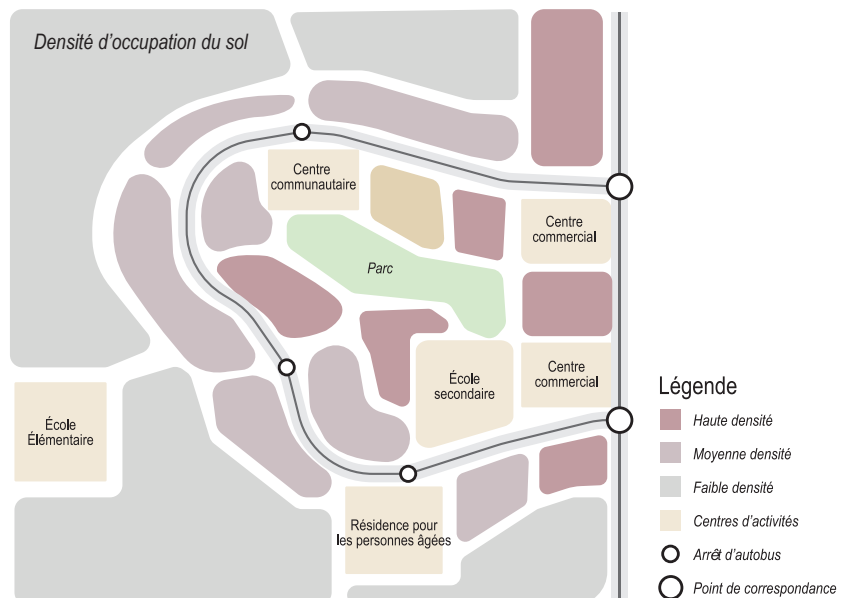 Densité d'occupation du sol
Centre
communautaire
Centre
commercial
Parc
École
secondaire
Centre
commercial
École
Élémentaire
Résidence pour
les personnes âgées
Légende
Haute densité
Moyenne densité
Faible densité
Centres d'activités
Arrêt d'autobus
Point de correspondance